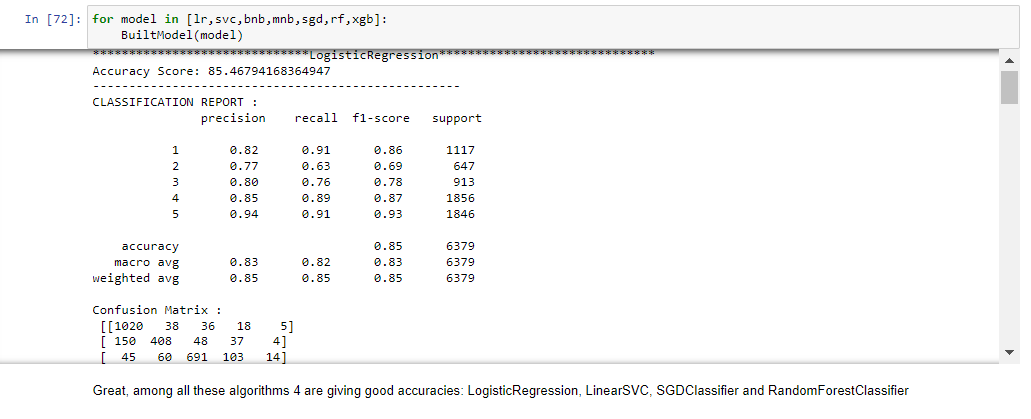 In [72]: for model in [lr,svc,bnb,mnb,sgd,rf,xgb]:
    BuiltModel(model)
******************************LogisticRegression******************************
Accuracy Score: 85.46794168364947
---------------------------------------------------
CLASSIFICATION REPORT :
precision recall f1-score support
1 0.82 0.91 0.86 1117
2 0.77 0.63 0.69 647
3 0.80 0.76 0.78 913
4 0.85 0.89 0.87 1856
5 0.94 0.91 0.93 1846
accuracy 0.85 6379
macro avg 0.83 0.82 0.83 6379
weighted avg 0.85 0.85 0.85 6379
Confusion Matrix :
[[1020 38 36 18 5]
[ 150 408 48 37 4]
[ 45 60 691 103 14]
Great, among all these algorithms 4 are giving good accuracies: LogisticRegression, LinearSVC, SGDClassifier and RandomForestClassifier